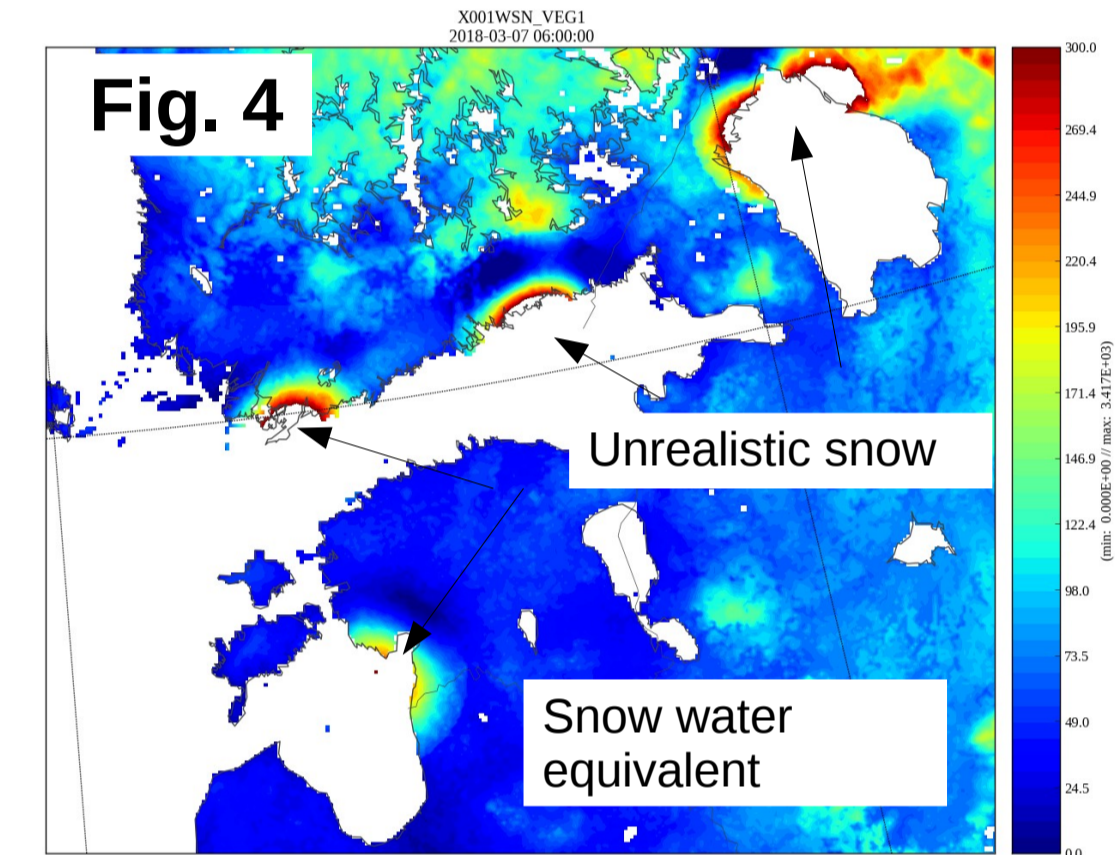 X001WSN_VEG1
2018-03-07 06:00:00
Fig. 4
Unrealistic snow
Snow water
equivalent
300.0
269.4
244.9
220.4
195.9
171.4
146.9
122.4
98.0
73.5
49.0
24.5
0.0
(min: 0.000E+00 // max: 3.417E+03)